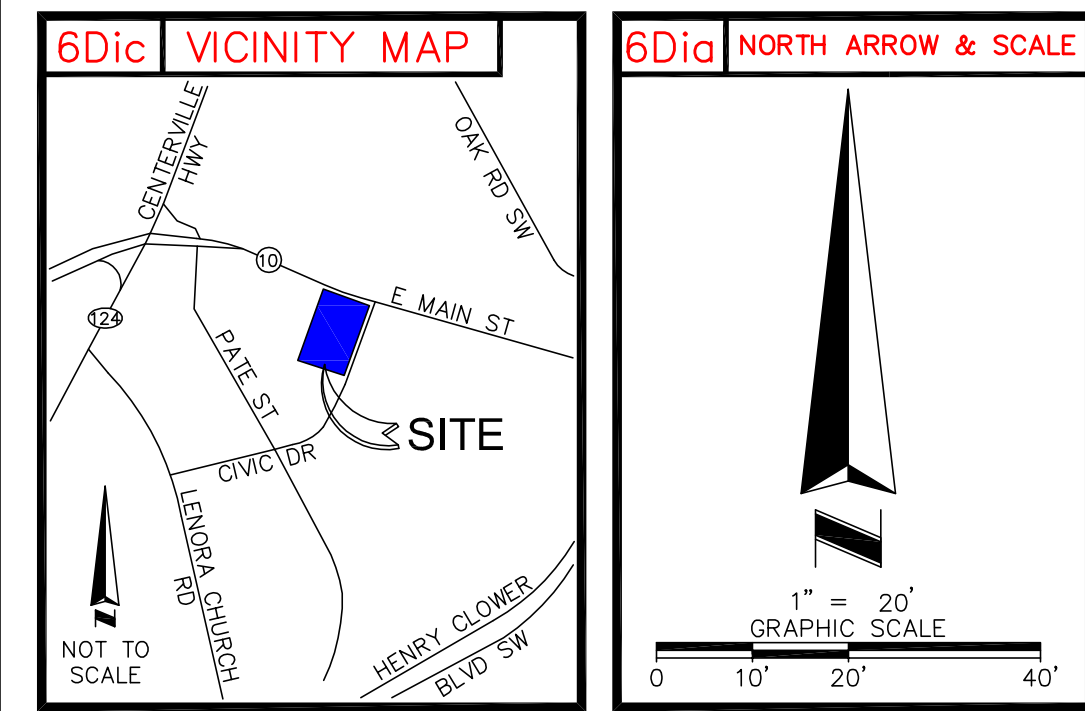 6Dic VICINITY MAP
CENTERVILLE
HWY
OAK RD SW
10
E MAIN ST
124
PATE ST
SITE
CIVIC DR
LENORA CHURCH
RD
HENRY CLOWER
BLVD SW
N
NOT TO
SCALE
6Dia NORTH ARROW & SCALE
N
1" = 20'
GRAPHIC SCALE
0 10' 20' 40'